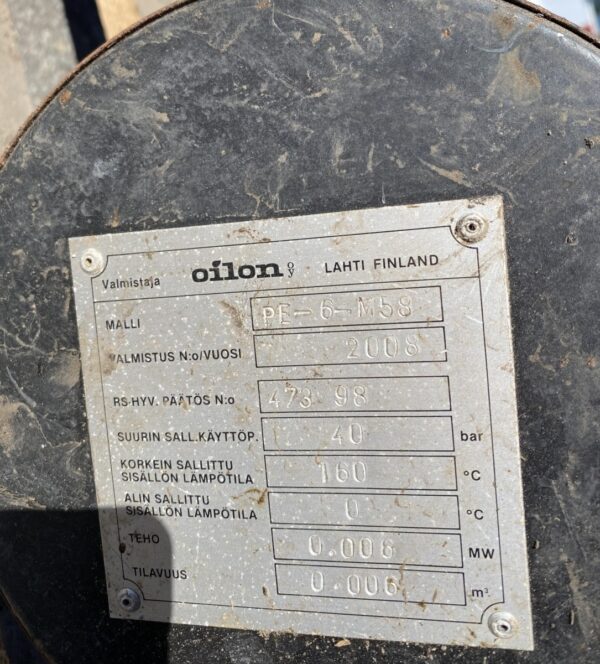 Valmistaja oilon oy LAHTI FINLAND
MALLI PE-6-M58
VALMISTUS N:o/VUOSI 2008
RS-HYV. PÄÄTÖS N:o 473 98
SUURIN SALL.KÄYTTÖP. 40 bar
KORKEIN SALLITTU
SISÄLLÖN LÄMPÖTILA 160 °C
ALIN SALLITTU
SISÄLLÖN LÄMPÖTILA 0 °C
TEHO 0.006 MW
TILAVUUS 0.006 m³